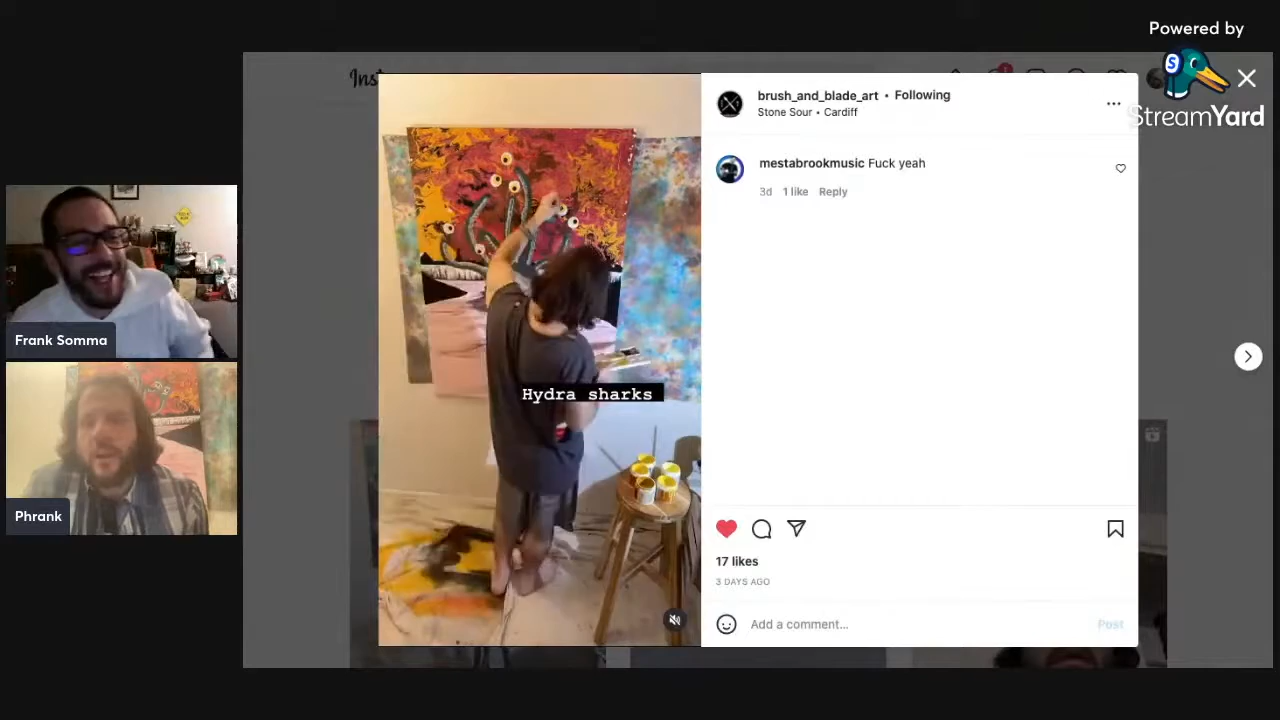 Powered by
StreamYard
Inst
brush_and_blade_art • Following
Stone Sour • Cardiff
mestabrookmusic Fuck yeah
3d 1 like Reply
Frank Somma
Hydra sharks
Phrank
17 likes
3 DAYS AGO
Add a comment...
Post